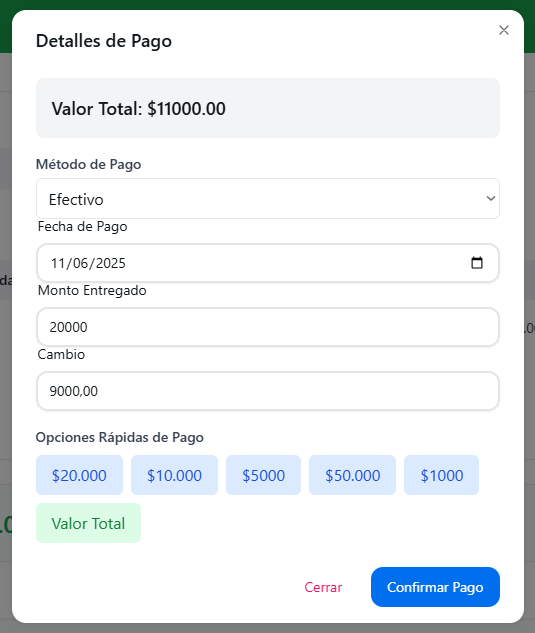 Detalles de Pago
Valor Total: $11000.00
Método de Pago
Efectivo
Fecha de Pago
11/06/2025
Monto Entregado
20000
Cambio
9000,00
Opciones Rápidas de Pago
$20.000 $10.000 $5000 $50.000 $1000
Valor Total
Cerrar Confirmar Pago